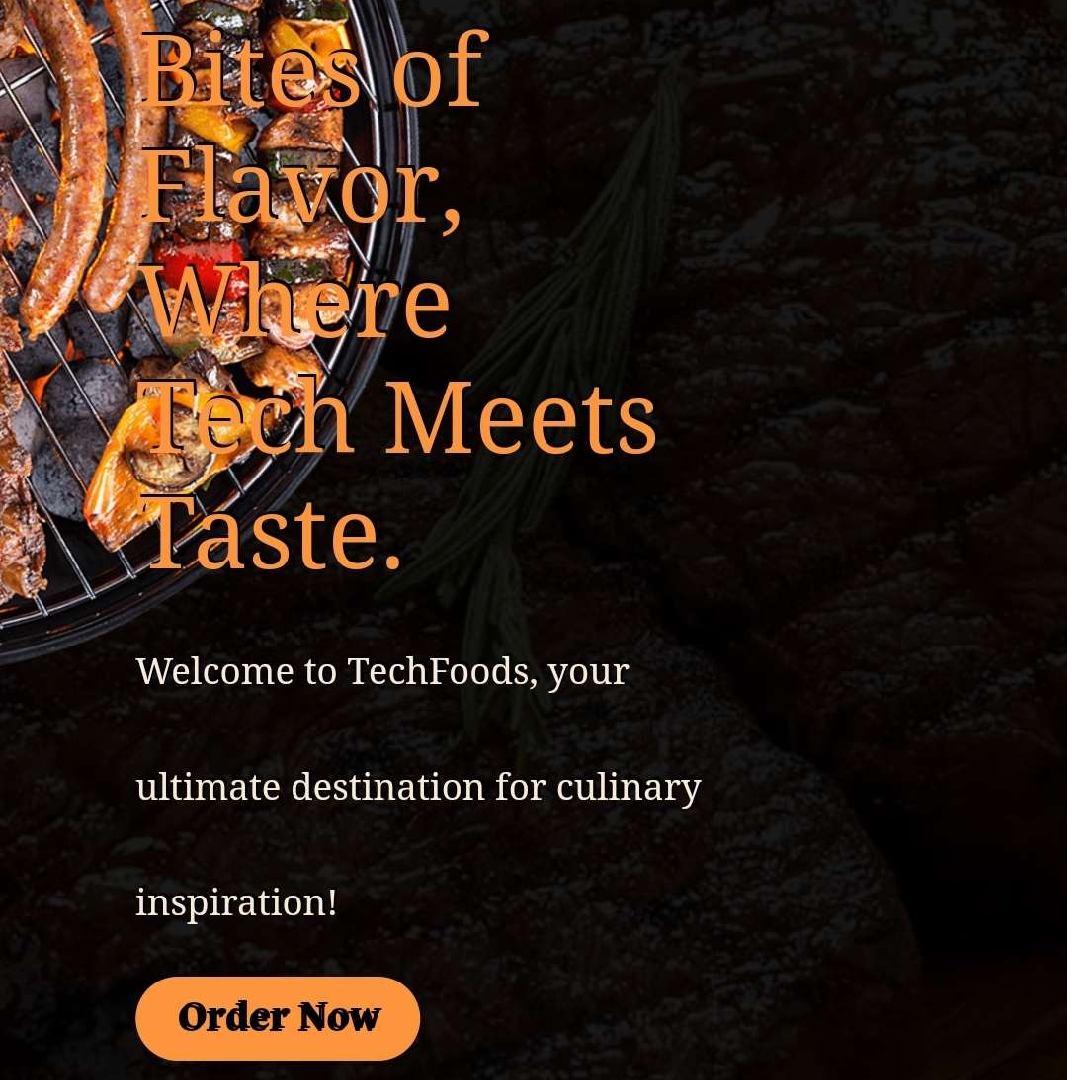 Bites of
Flavor,
Where
Tech Meets
Taste.
Welcome to TechFoods, your
ultimate destination for culinary
inspiration!
Order Now